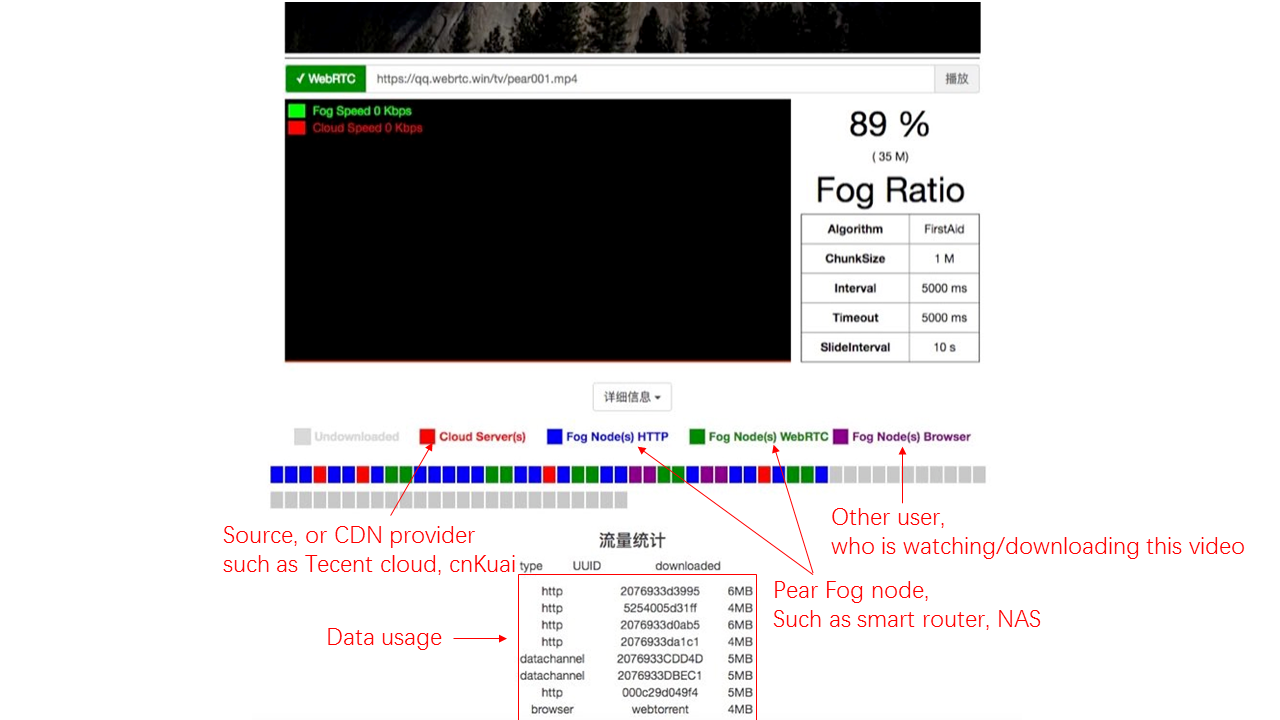 ✓ WebRTC
https://qq.webrtc.win/tv/pear001.mp4
播放
Fog Speed 0 Kbps
Cloud Speed 0 Kbps
89 %
( 35 M)
Fog Ratio
Algorithm FirstAid
ChunkSize 1 M
Interval 5000 ms
Timeout 5000 ms
SlideInterval 10 s
详细信息
Undownloaded Cloud Server(s) Fog Node(s) HTTP Fog Node(s) WebRTC Fog Node(s) Browser
Source, or CDN provider
such as Tecent cloud, cnKuai
Other user,
who is watching/downloading this video
Pear Fog node,
Such as smart router, NAS
流量统计
type UUID downloaded
Data usage
http 2076933d3995 6MB
http 5254005d31ff 4MB
http 2076933d0ab5 6MB
http 2076933da1c1 4MB
datachannel 2076933CDD4D 5MB
datachannel 2076933DBEC1 5MB
http 000c29d049f4 5MB
browser webtorrent 4MB